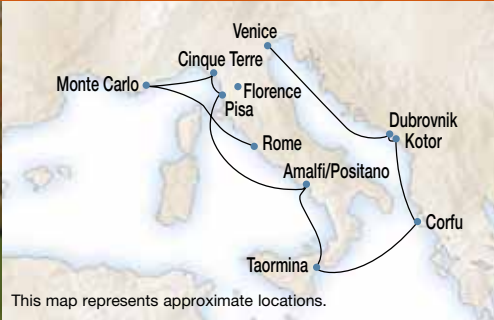 Venice
Cinque Terre
Monte Carlo
Florence
Pisa
Dubrovnik
Kotor
Rome
Amalfi/Positano
Corfu
Taormina
This map represents approximate locations.